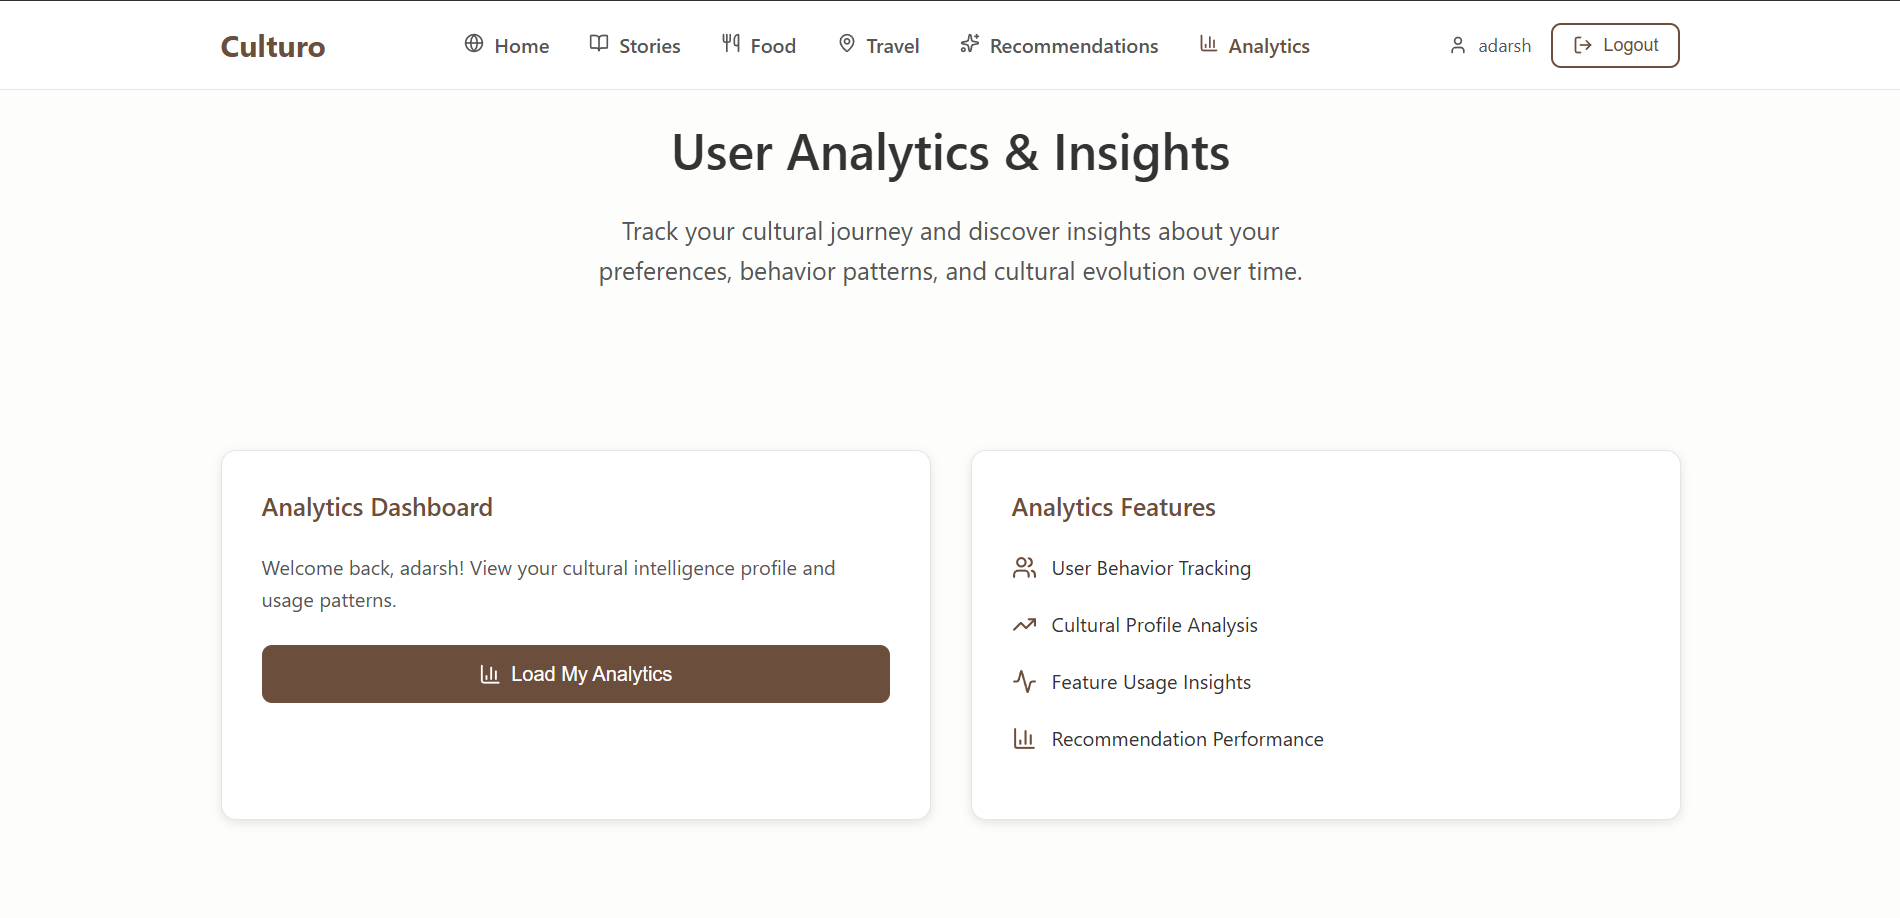 Culturo
Home
Stories
Food
Travel
Recommendations
Analytics
adarsh
Logout
User Analytics & Insights
Track your cultural journey and discover insights about your
preferences, behavior patterns, and cultural evolution over time.
Analytics Dashboard
Welcome back, adarsh! View your cultural intelligence profile and
usage patterns.
Load My Analytics
Analytics Features
User Behavior Tracking
Cultural Profile Analysis
Feature Usage Insights
Recommendation Performance